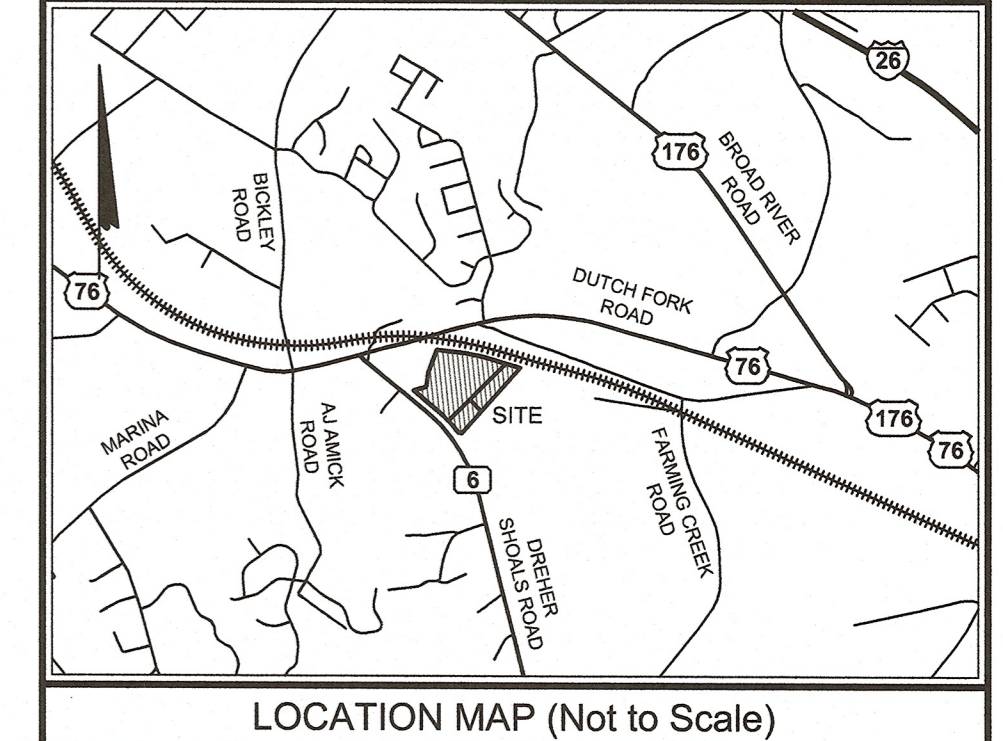 26
176
BROAD RIVER
ROAD
BICKLEY
ROAD
76
DUTCH FORK
ROAD
76
176
76
SITE
MARINA
ROAD
AJ AMICK
ROAD
6
FARMING CREEK
ROAD
DREHER
SHOALS ROAD
LOCATION MAP (Not to Scale)